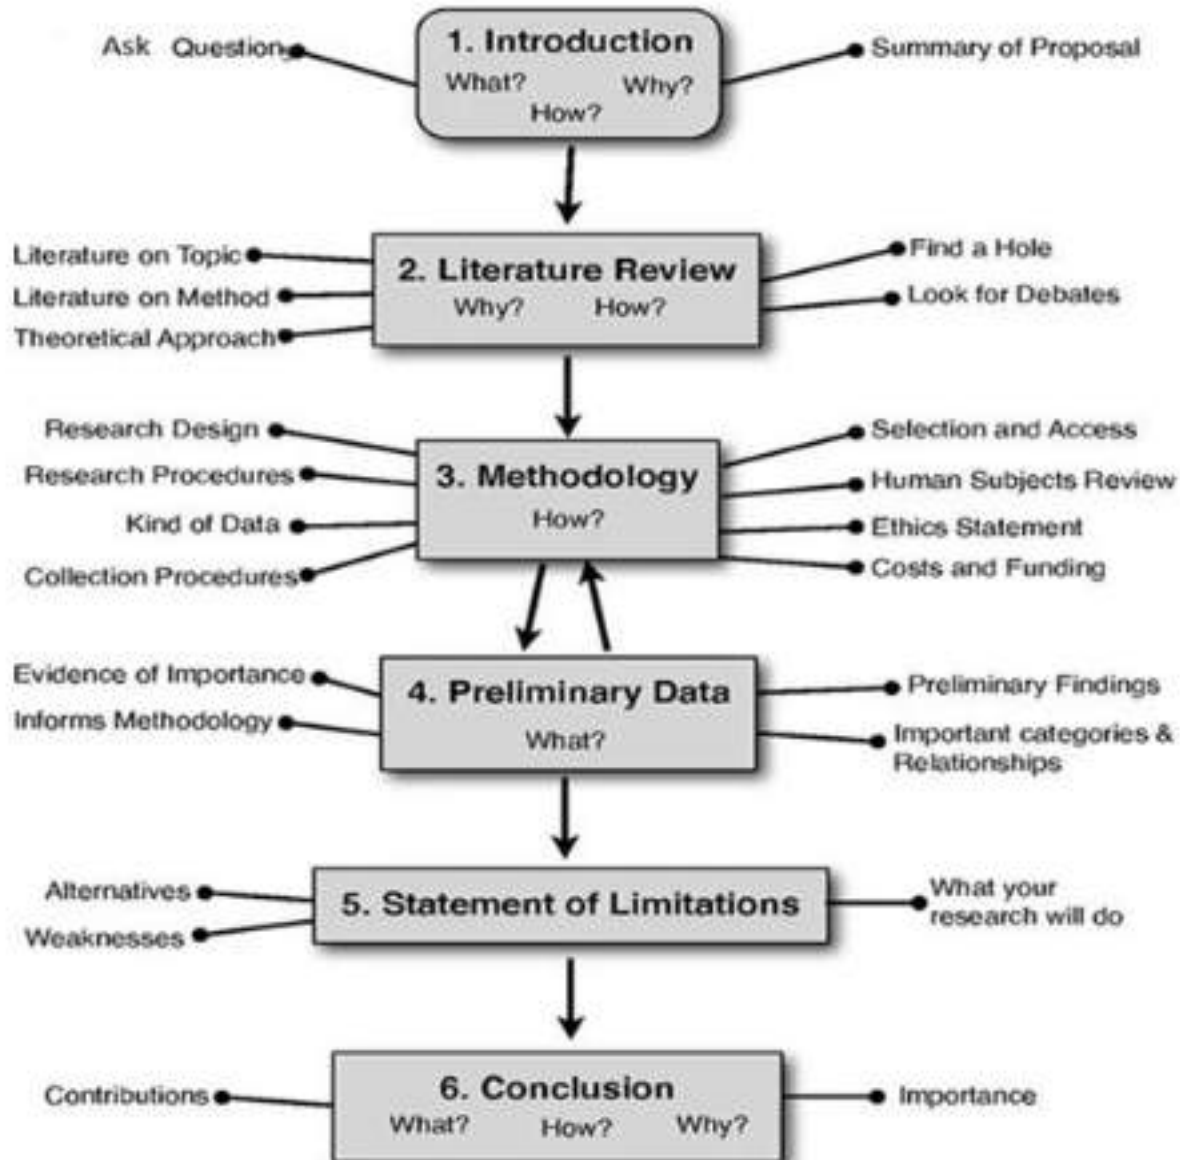 Ask Question
1. Introduction
What? Why?
How?
Summary of Proposal
Literature on Topic
Literature on Method
Theoretical Approach
2. Literature Review
Why? How?
Find a Hole
Look for Debates
Research Design
Research Procedures
Kind of Data
Collection Procedures
3. Methodology
How?
Selection and Access
Human Subjects Review
Ethics Statement
Costs and Funding
Evidence of Importance
Informs Methodology
4. Preliminary Data
What?
Preliminary Findings
Important categories &
Relationships
Alternatives
Weaknesses
5. Statement of Limitations
What your
research will do
Contributions
6. Conclusion
What? How? Why?
Importance